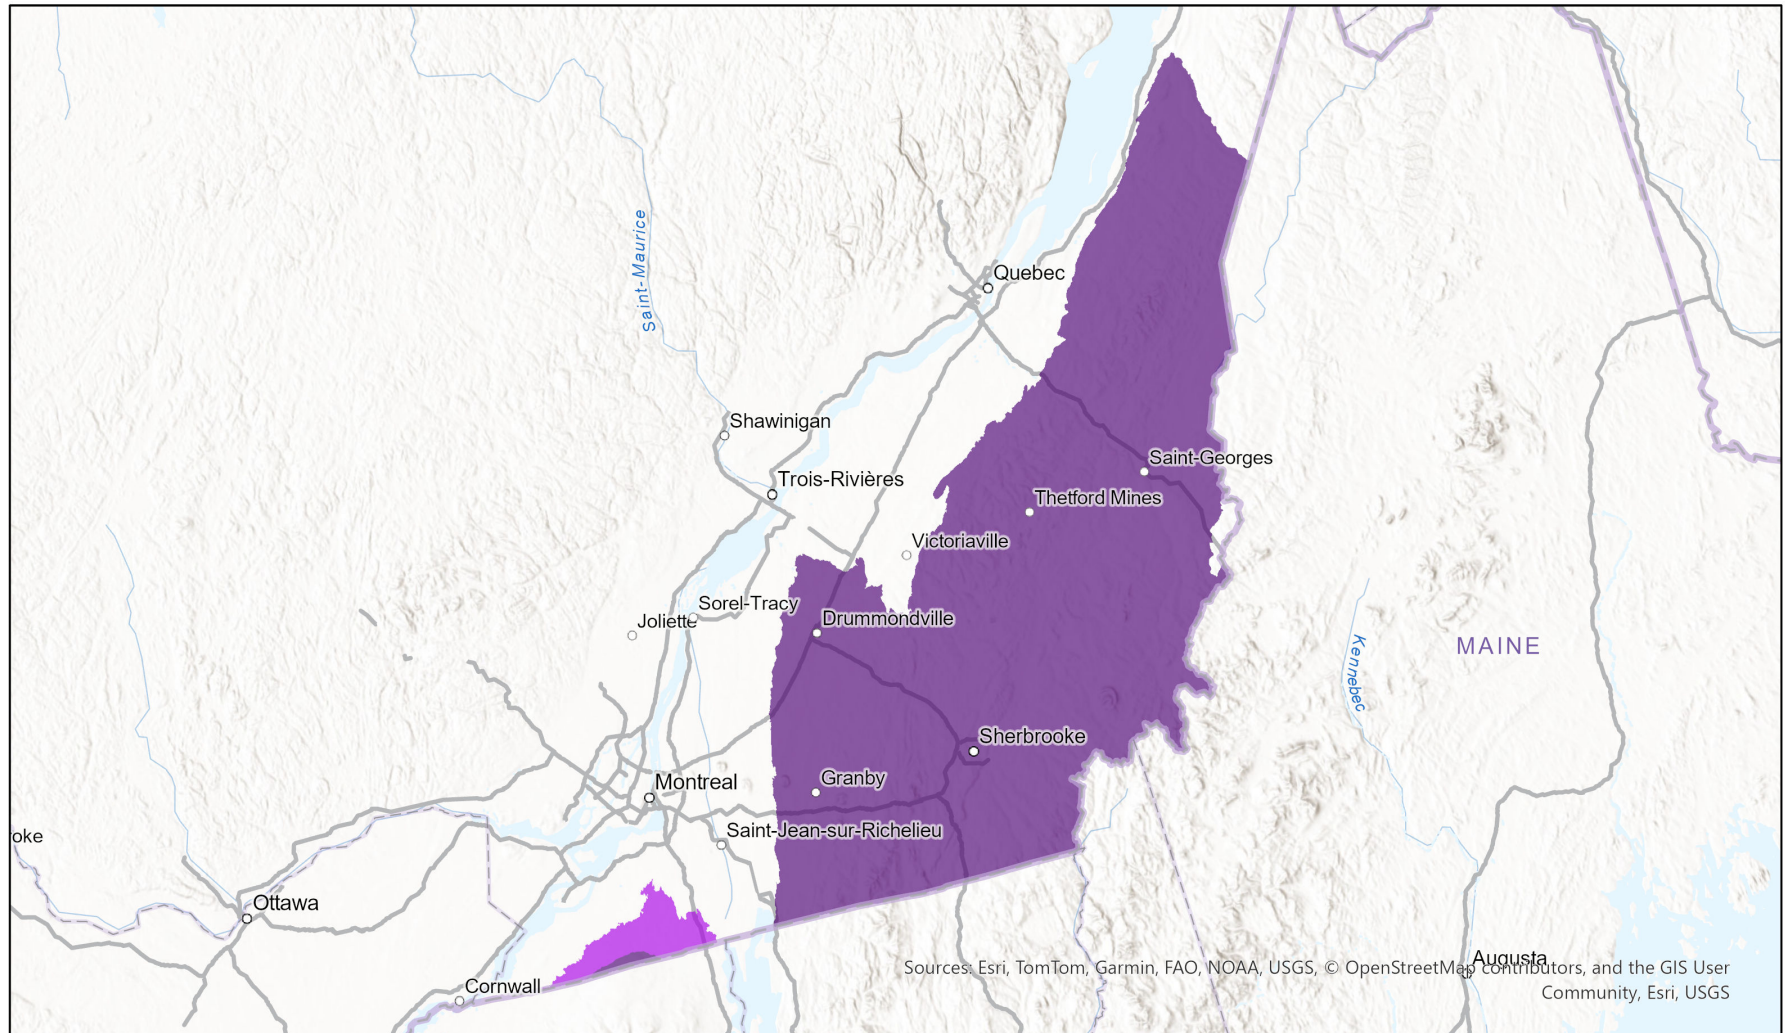 Saint-Maurice
Quebec
Shawinigan
Trois-Rivières
Saint-Georges
Thetford Mines
Victoriaville
Sorel-Tracy
Joliette
Drummondville
MAINE
Kennebec
Sherbrooke
Montreal
Granby
Saint-Jean-sur-Richelieu
oke
Ottawa
Cornwall
Augusta
Sources: Esri, TomTom, Garmin, FAO, NOAA, USGS, © OpenStreetMap contributors, and the GIS User
Community, Esri, USGS